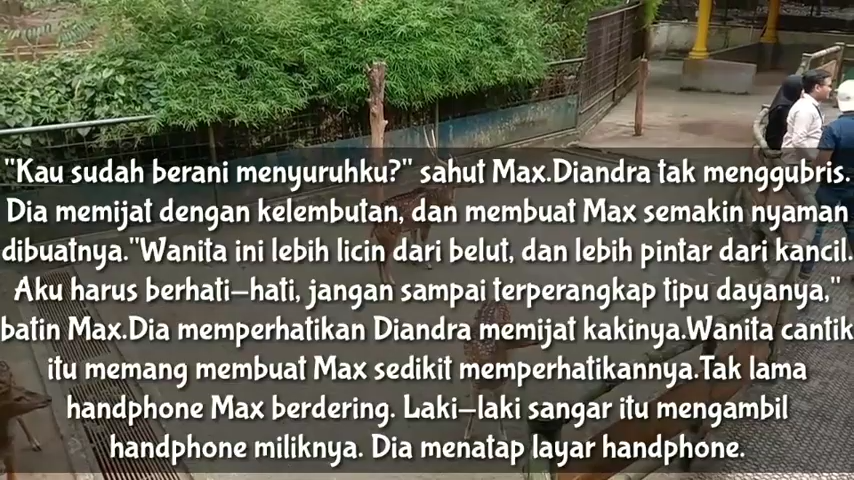 "Kau sudah berani menyuruhku?" sahut Max.Diandra tak menggubris.
Dia memijat dengan kelembutan, dan membuat Max semakin nyaman
dibuatnya."Wanita ini lebih licin dari belut, dan lebih pintar dari kancil.
Aku harus berhati-hati, jangan sampai terperangkap tipu dayanya,"
batin Max.Dia memperhatikan Diandra memijat kakinya.Wanita cantik
itu memang membuat Max sedikit memperhatikannya.Tak lama
handphone Max berdering. Laki-laki sangar itu mengambil
handphone miliknya. Dia menatap layar handphone.